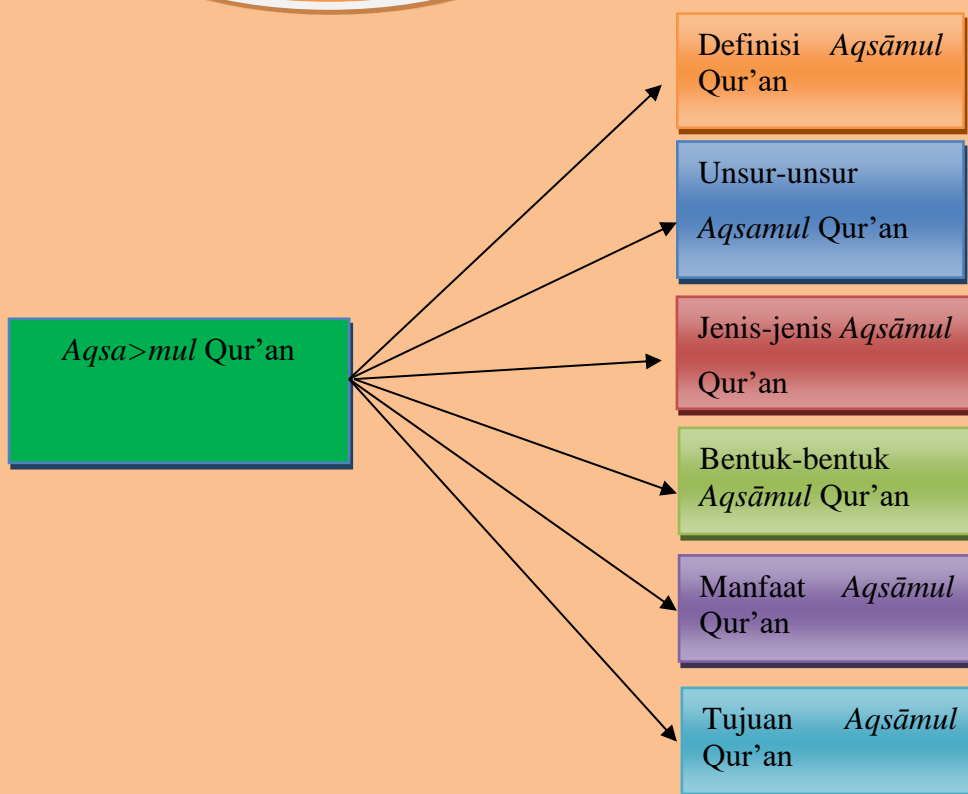 Definisi Aqsāmul
Qur’an
Unsur-unsur
Aqsamul Qur’an
Aqsa>mul Qur’an
Jenis-jenis Aqsāmul
Qur’an
Bentuk-bentuk
Aqsāmul Qur’an
Manfaat Aqsāmul
Qur’an
Tujuan Aqsāmul
Qur’an